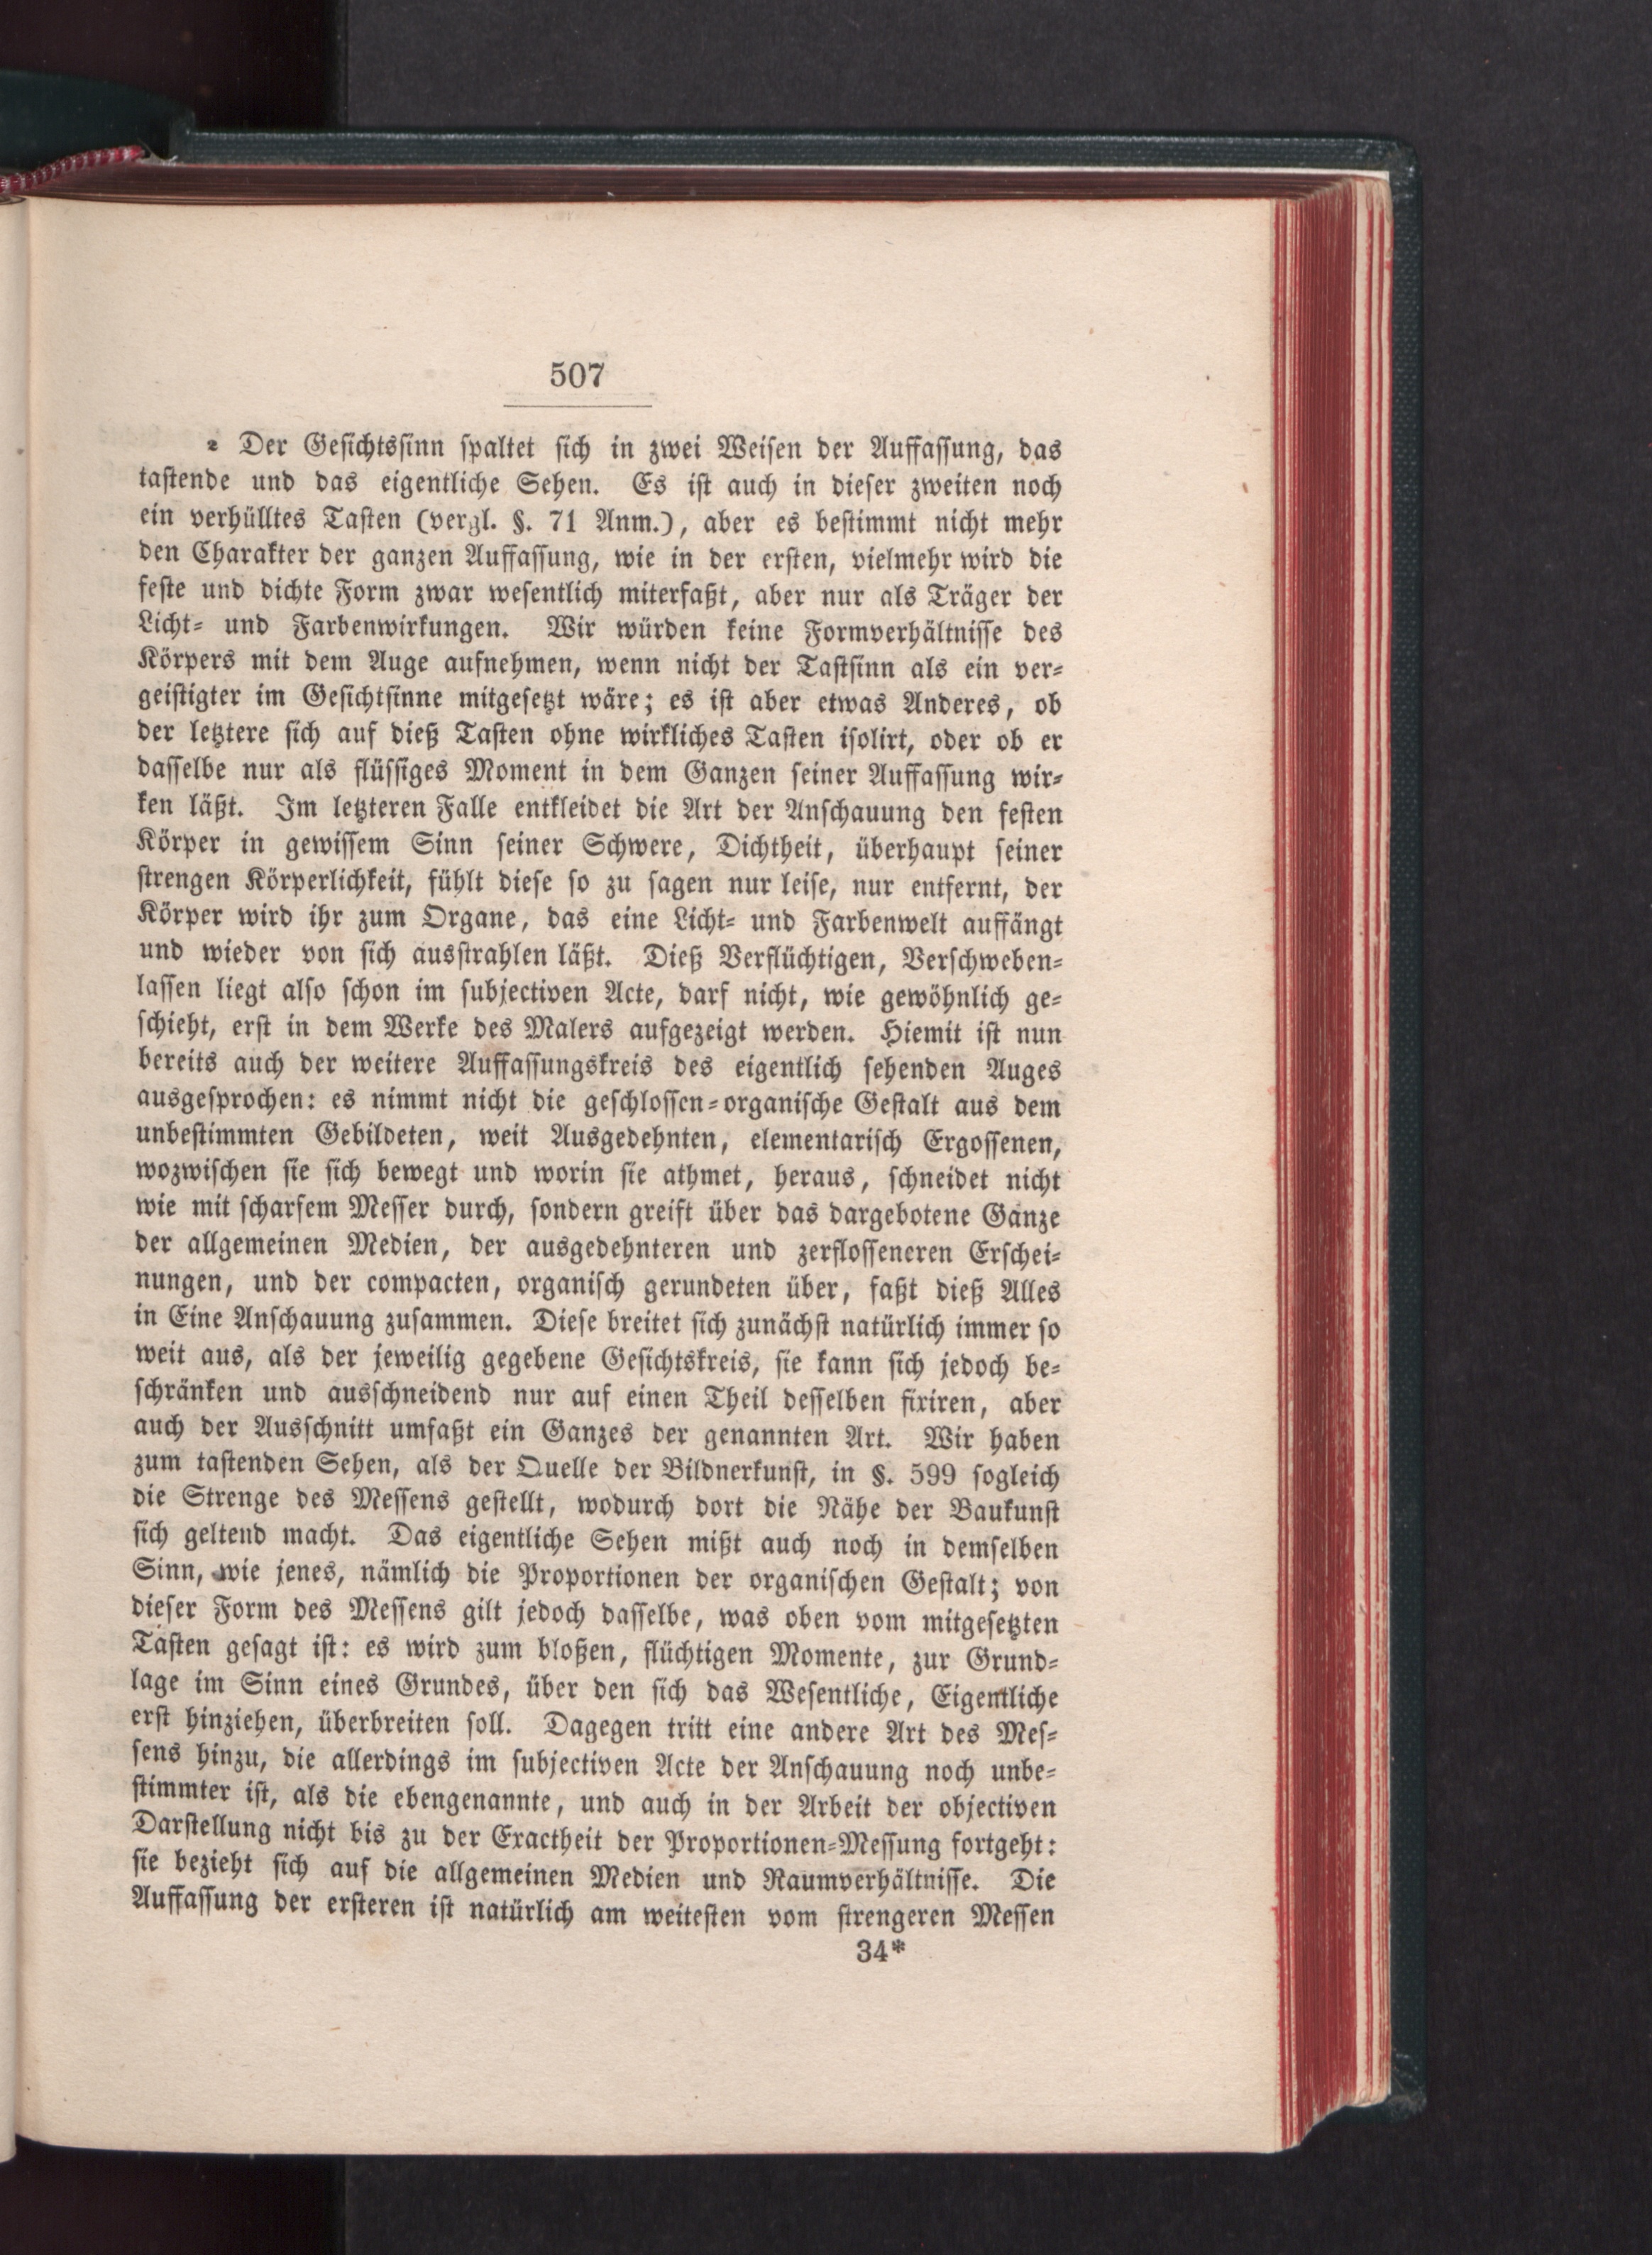 507
2 Der Gesichtssinn spaltet sich in zwei Weisen der Auffassung, das
tastende und das eigentliche Sehen. Es ist auch in dieser zweiten noch
ein verhülltes Tasten (vergl. §. 71 Anm.), aber es bestimmt nicht mehr
den Charakter der ganzen Auffassung, wie in der ersten, vielmehr wird die
feste und dichte Form zwar wesentlich miterfaßt, aber nur als Träger der
Licht- und Farbenwirkungen. Wir würden keine Formverhältnisse des
Körpers mit dem Auge aufnehmen, wenn nicht der Tastsinn als ein ver-
geistigter im Gesichtsinne mitgesetzt wäre; es ist aber etwas Anderes, ob
der letztere sich auf dieß Tasten ohne wirkliches Tasten isolirt, oder ob er
dasselbe nur als flüssiges Moment in dem Ganzen seiner Auffassung wir-
ken läßt. Im letzteren Falle entkleidet die Art der Anschauung den festen
Körper in gewissem Sinn seiner Schwere, Dichtheit, überhaupt seiner
strengen Körperlichkeit, fühlt diese so zu sagen nur leise, nur entfernt, der
Körper wird ihr zum Organe, das eine Licht- und Farbenwelt auffängt
und wieder von sich ausstrahlen läßt. Dieß Verflüchtigen, Verschweben-
lassen liegt also schon im subjectiven Acte, darf nicht, wie gewöhnlich ge-
schieht, erst in dem Werke des Malers aufgezeigt werden. Hiemit ist nun
bereits auch der weitere Auffassungskreis des eigentlich sehenden Auges
ausgesprochen: es nimmt nicht die geschlossen-organische Gestalt aus dem
unbestimmten Gebildeten, weit Ausgedehnten, elementarisch Ergossenen,
wozwischen sie sich bewegt und worin sie athmet, heraus, schneidet nicht
wie mit scharfem Messer durch, sondern greift über das dargebotene Ganze
der allgemeinen Medien, der ausgedehnteren und zerflosseneren Erschei-
nungen, und der compacten, organisch gerundeten über, faßt dieß Alles
in Eine Anschauung zusammen. Diese breitet sich zunächst natürlich immer so
weit aus, als der jeweilig gegebene Gesichtskreis, sie kann sich jedoch be-
schränken und ausschneidend nur auf einen Theil desselben fixiren, aber
auch der Ausschnitt umfaßt ein Ganzes der genannten Art. Wir haben
zum tastenden Sehen, als der Quelle der Bildnerkunst, in §. 599 sogleich
die Strenge des Messens gestellt, wodurch dort die Nähe der Baukunst
sich geltend macht. Das eigentliche Sehen mißt auch noch in demselben
Sinn, wie jenes, nämlich die Proportionen der organischen Gestalt; von
dieser Form des Messens gilt jedoch dasselbe, was oben vom mitgesetzten
Tasten gesagt ist: es wird zum bloßen, flüchtigen Momente, zur Grund-
lage im Sinn eines Grundes, über den sich das Wesentliche, Eigentliche
erst hinziehen, überbreiten soll. Dagegen tritt eine andere Art des Mes-
sens hinzu, die allerdings im subjectiven Acte der Anschauung noch unbe-
stimmter ist, als die ebengenannte, und auch in der Arbeit der objectiven
Darstellung nicht bis zu der Exactheit der Proportionen-Messung fortgeht:
sie bezieht sich auf die allgemeinen Medien und Raumverhältnisse. Die
Auffassung der ersteren ist natürlich am weitesten vom strengeren Messen
34*